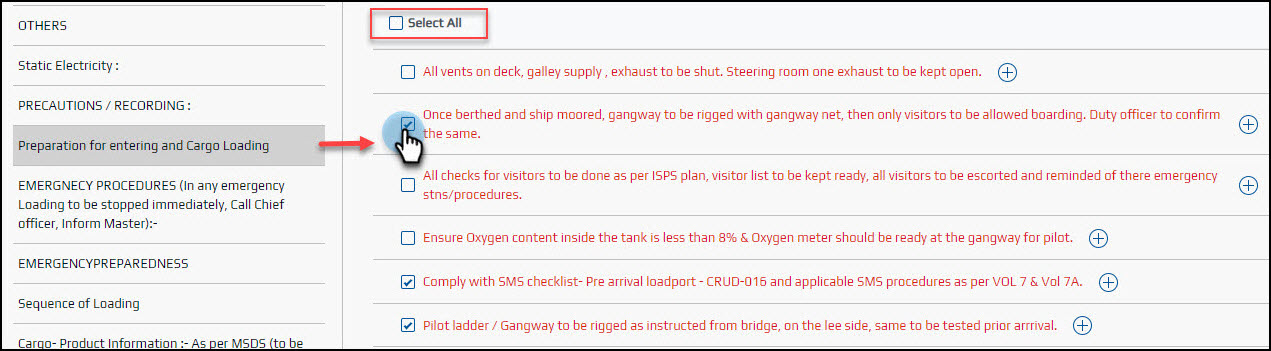 OTHERS
Static Electricity :
PRECAUTIONS / RECORDING :
Preparation for entering and Cargo Loading
EMERGNECY PROCEDURES (In any emergency
Loading to be stopped immediately, Call Chief
officer, Inform Master):-
EMERGENCYPREPAREDNESS
Sequence of Loading
Cargo- Product Information :- As per MSDS (to be
Select All
All vents on deck, galley supply , exhaust to be shut. Steering room one exhaust to be kept open.
Once berthed and ship moored, gangway to be rigged with gangway net, then only visitors to be allowed boarding. Duty officer to confirm
the same.
All checks for visitors to be done as per ISPS plan, visitor list to be kept ready, all visitors to be escorted and reminded of there emergency
stns/procedures.
Ensure Oxygen content inside the tank is less than 8% & Oxygen meter should be ready at the gangway for pilot.
Comply with SMS checklist- Pre arrival loadport - CRUD-016 and applicable SMS procedures as per VOL 7 & Vol 7A.
Pilot ladder / Gangway to be rigged as instructed from bridge, on the lee side, same to be tested prior arrrival.